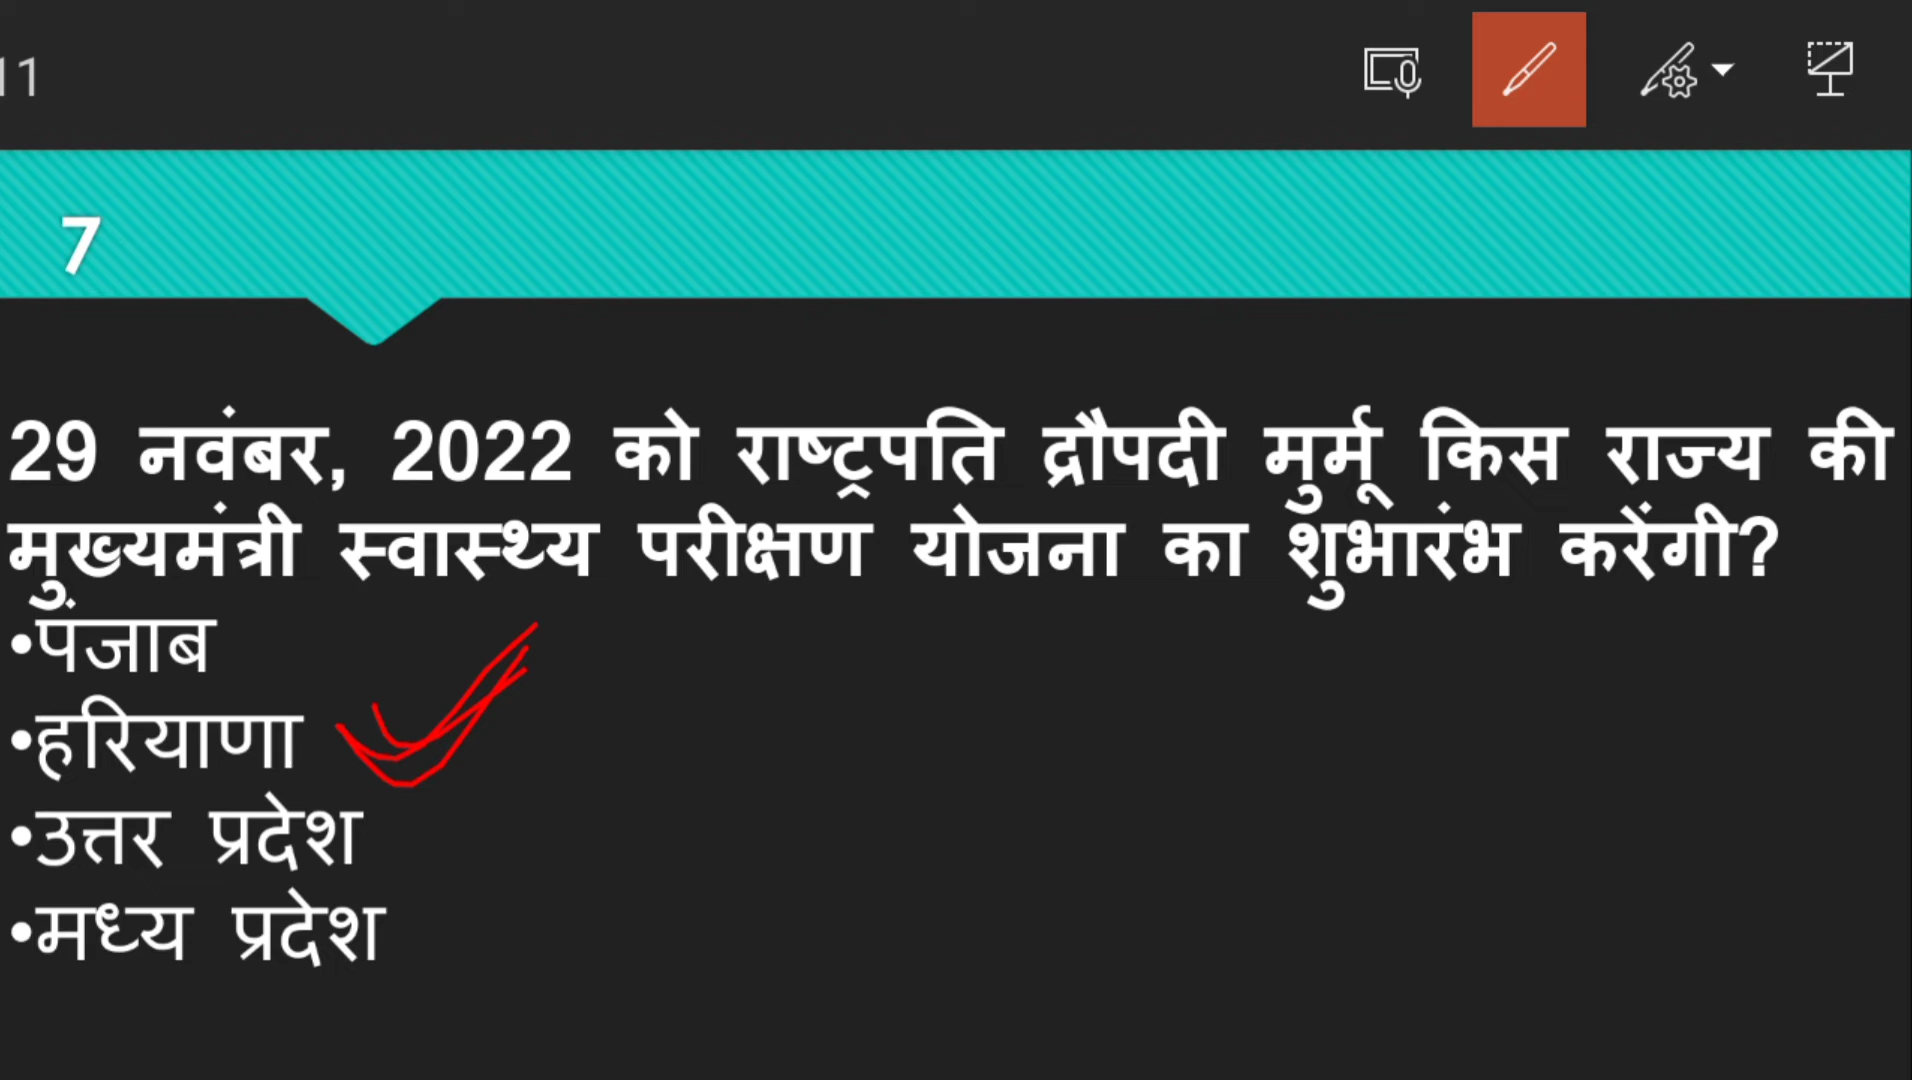 11
7
29 नवंबर, 2022 को राष्ट्रपति द्रौपदी मुर्मू किस राज्य की
मुख्यमंत्री स्वास्थ्य परीक्षण योजना का शुभारंभ करेंगी?
•पंजाब
•हरियाणा
•उत्तर प्रदेश
•मध्य प्रदेश